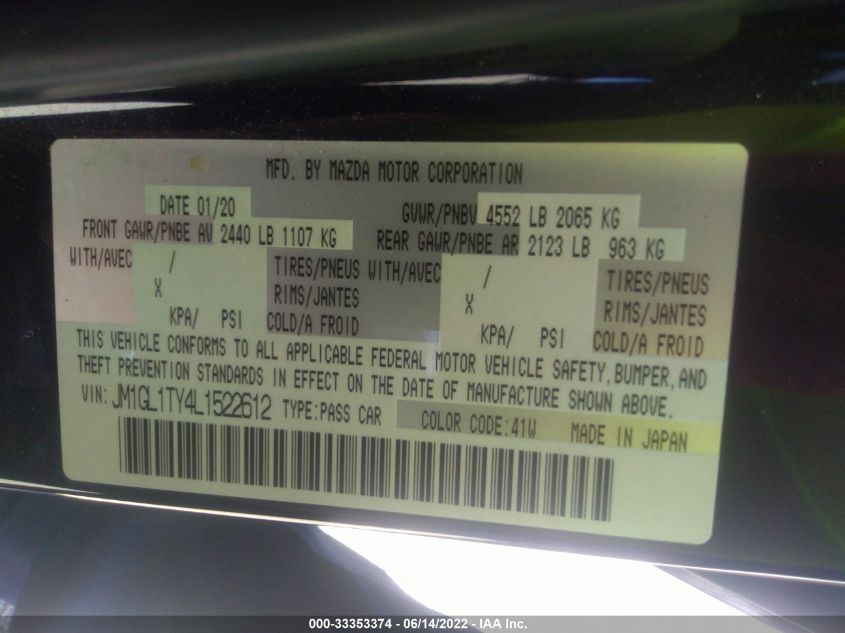 MFD. BY MAZDA MOTOR CORPORATION
DATE 01/20 GVWR/PNBV 4552 LB 2065 KG
FRONT GAWR/PNBE AV 2440 LB 1107 KG REAR GAWR/PNBE AR 2123 LB 963 KG
WITH/AVEC / TIRES/PNEUS WITH/AVEC / TIRES/PNEUS
X RIMS/JANTES X RIMS/JANTES
KPA/ PSI COLD/A FROID KPA/ PSI COLD/A FROID
THIS VEHICLE CONFORMS TO ALL APPLICABLE FEDERAL MOTOR VEHICLE SAFETY, BUMPER, AND
THEFT PREVENTION STANDARDS IN EFFECT ON THE DATE OF MANUFACTURE SHOWN ABOVE.
VIN: JM1GL1TY4L1522612 TYPE:PASS CAR COLOR CODE:41W MADE IN JAPAN
000-33353374 - 06/14/2022 - IAA Inc.